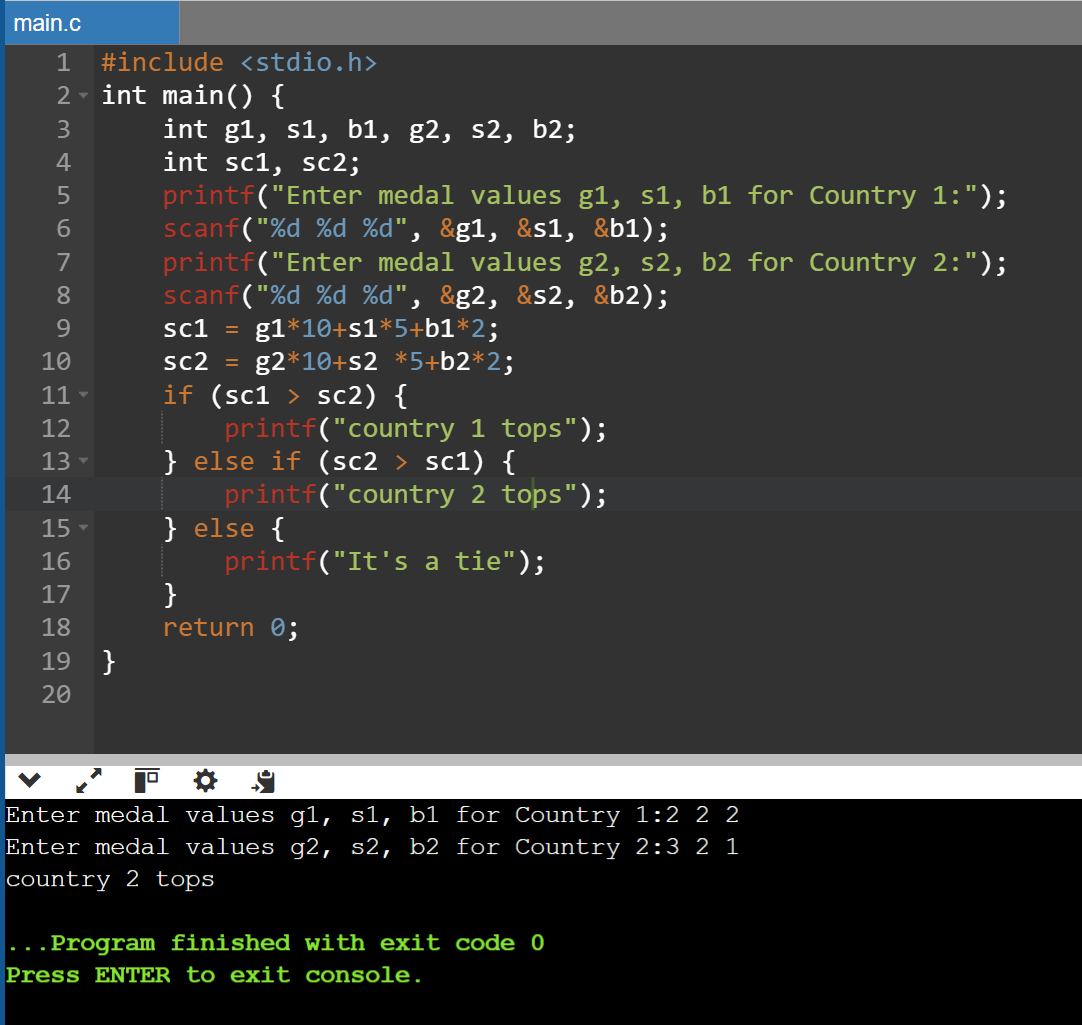 main.c
1 #include <stdio.h>
2 int main() {
3     int g1, s1, b1, g2, s2, b2;
4     int sc1, sc2;
5     printf("Enter medal values g1, s1, b1 for Country 1:");
6     scanf("%d %d %d", &g1, &s1, &b1);
7     printf("Enter medal values g2, s2, b2 for Country 2:");
8     scanf("%d %d %d", &g2, &s2, &b2);
9     sc1 = g1*10+s1*5+b1*2;
10     sc2 = g2*10+s2 *5+b2*2;
11     if (sc1 > sc2) {
12         printf("country 1 tops");
13     } else if (sc2 > sc1) {
14         printf("country 2 tops");
15     } else {
16         printf("It's a tie");
17     }
18     return 0;
19 }
20
Enter medal values g1, s1, b1 for Country 1:2 2 2
Enter medal values g2, s2, b2 for Country 2:3 2 1
country 2 tops
...Program finished with exit code 0
Press ENTER to exit console.